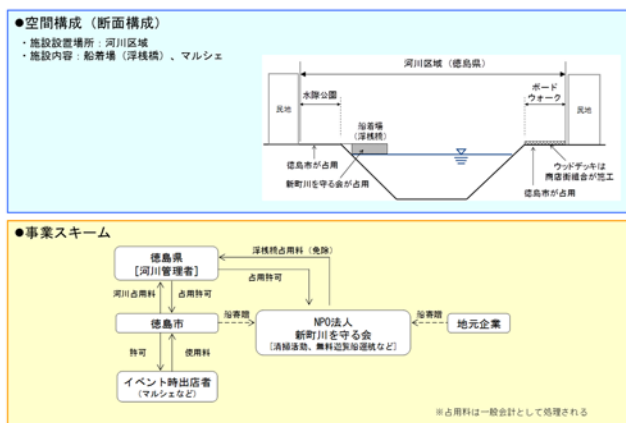 ●空間構成(断面構成)
・施設設置場所:河川区域
・施設内容:船着場(浮桟橋)、マルシェ
河川区域(徳島県)
水際公園
ボード
ウォーク
民地
船着場
(浮桟橋)
民地
徳島市が占用
新町川を守る会が占用
ウッドデッキは
商店街組合が施工
徳島市が占用
●事業スキーム
浮桟橋占用料(免除)
徳島県
[河川管理者]
占用許可
河川占用料
占用許可
徳島市
船寄贈
NPO法人
新町川を守る会
[清掃活動、無料遊覧船運航など]
船寄贈
地元企業
許可
使用料
イベント時出店者
(マルシェなど)
※占用料は一般会計として処理される